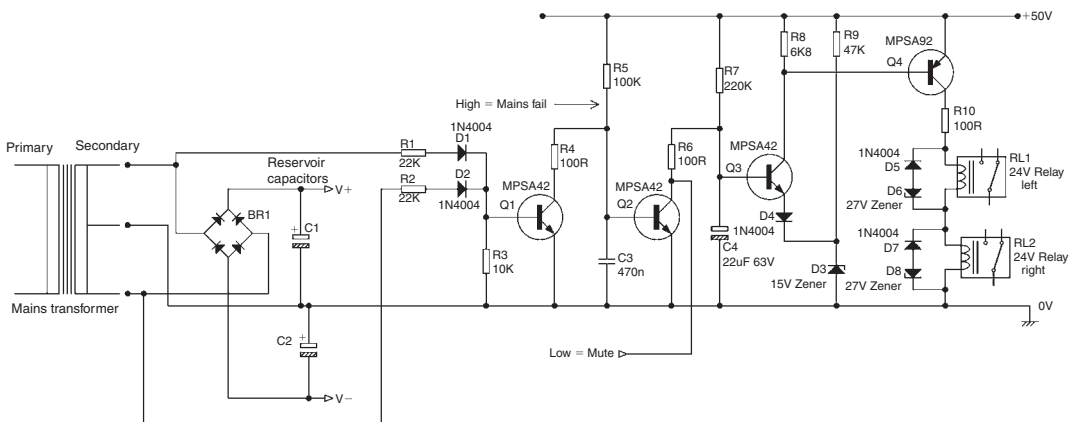 +50V
R8
6K8
R9
47K
MPSA92
Q4
R5
100K
R7
220K
High = Mains fail
R10
100R
1N4004
D1
Primary
Secondary
R1
22K
R4
100R
R6
100R
MPSA42
Q3
1N4004
D5
RL1
24V Relay
left
Reservoir
capacitors
V+
R2
22K
D2
1N4004
MPSA42
Q1
MPSA42
Q2
D4
1N4004
D6
27V Zener
BR1
C1
+
R3
10K
C3
470n
C4
22uF 63V
D3
15V Zener
1N4004
D7
D8
27V Zener
RL2
24V Relay
right
Mains transformer
0V
C2
+
Low = Mute
V−